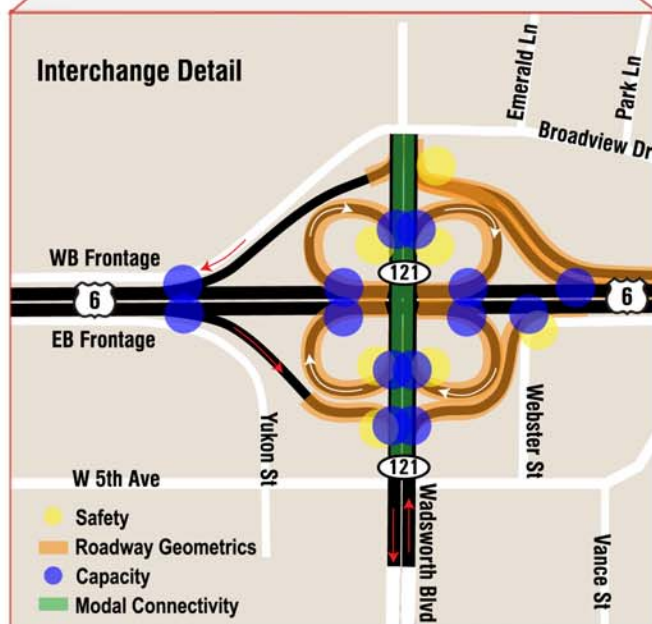 Interchange Detail
Emerald Ln
Park Ln
Broadview Dr
WB Frontage
121
6
6
EB Frontage
Yukon St
Webster St
W 5th Ave
121
Wadsworth Blvd
Vance St
Safety
Roadway Geometrics
Capacity
Modal Connectivity